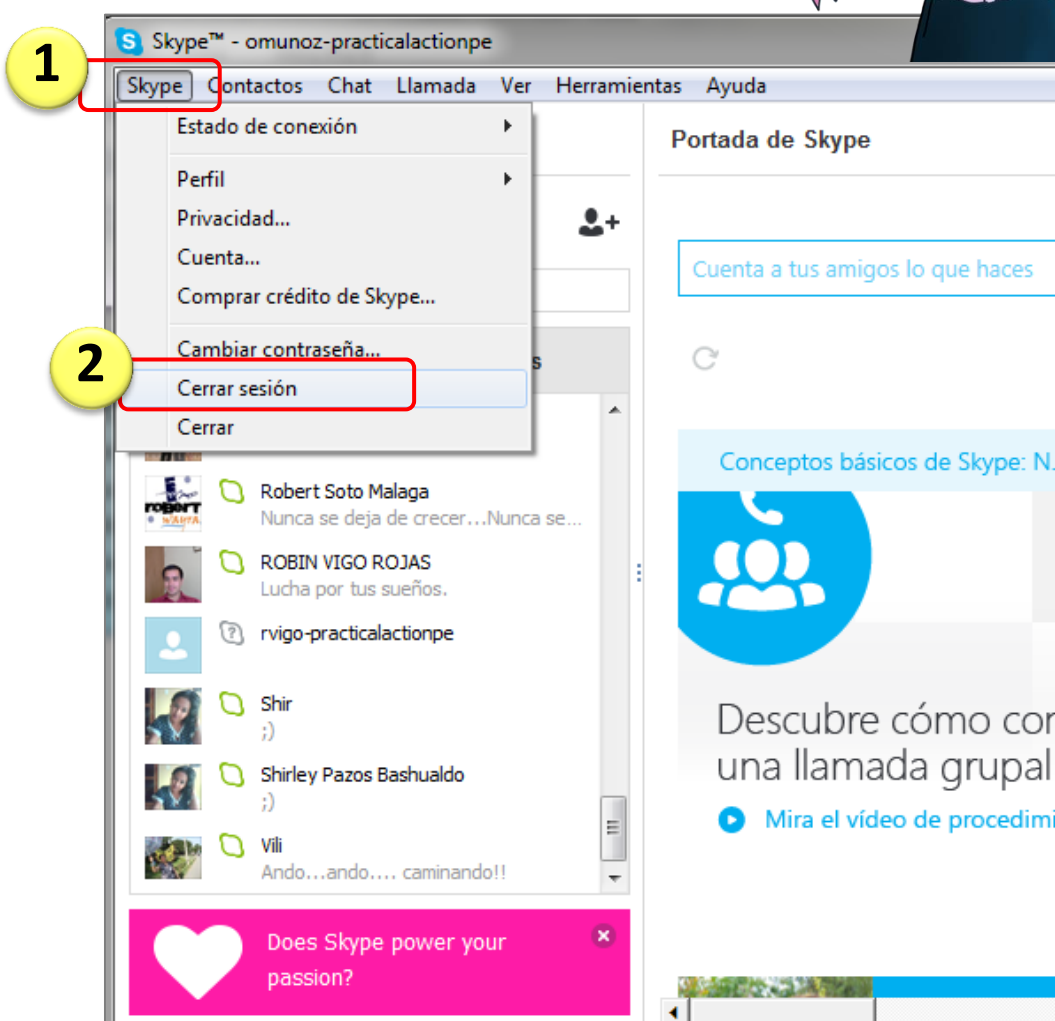 Skype™ - omunoz-practicalactionpe
1
Skype Contactos Chat Llamada Ver Herramientas Ayuda
Estado de conexión
Perfil
Privacidad...
Cuenta...
Comprar crédito de Skype...
Cambiar contraseña...
2
Cerrar sesión
Cerrar
s
robert
Robert Soto Malaga
Nunca se deja de crecer...Nunca se...
ROBIN VIGO ROJAS
Lucha por tus sueños.
rvigo-practicalactionpe
Shir
;)
Shirley Pazos Bashualdo
;)
Vili
Ando...ando.... caminando!!
Does Skype power your
passion?
Portada de Skype
Cuenta a tus amigos lo que haces
Conceptos básicos de Skype: N.
Descubre cómo cor
una llamada grupal
Mira el vídeo de procedimi